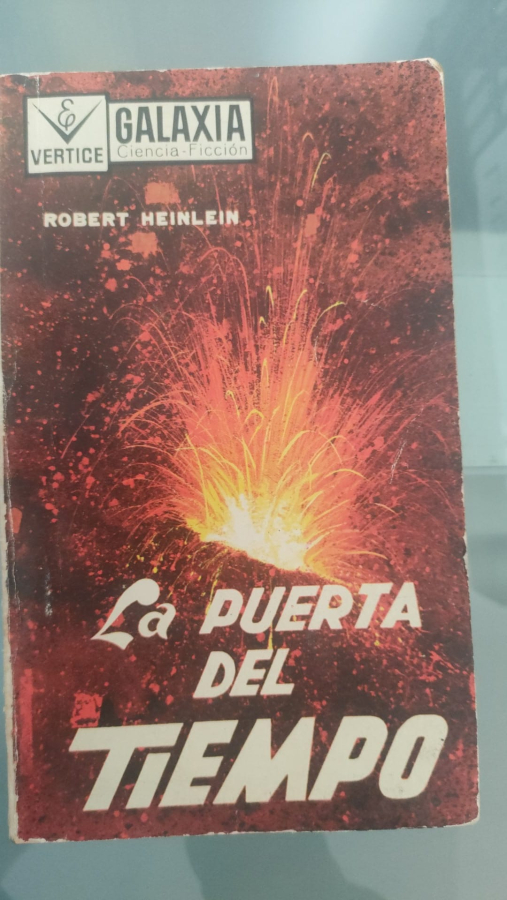 VERTICE
GALAXIA
Ciencia-Ficción
ROBERT HEINLEIN
La PUERTA
DEL
TIEMPO